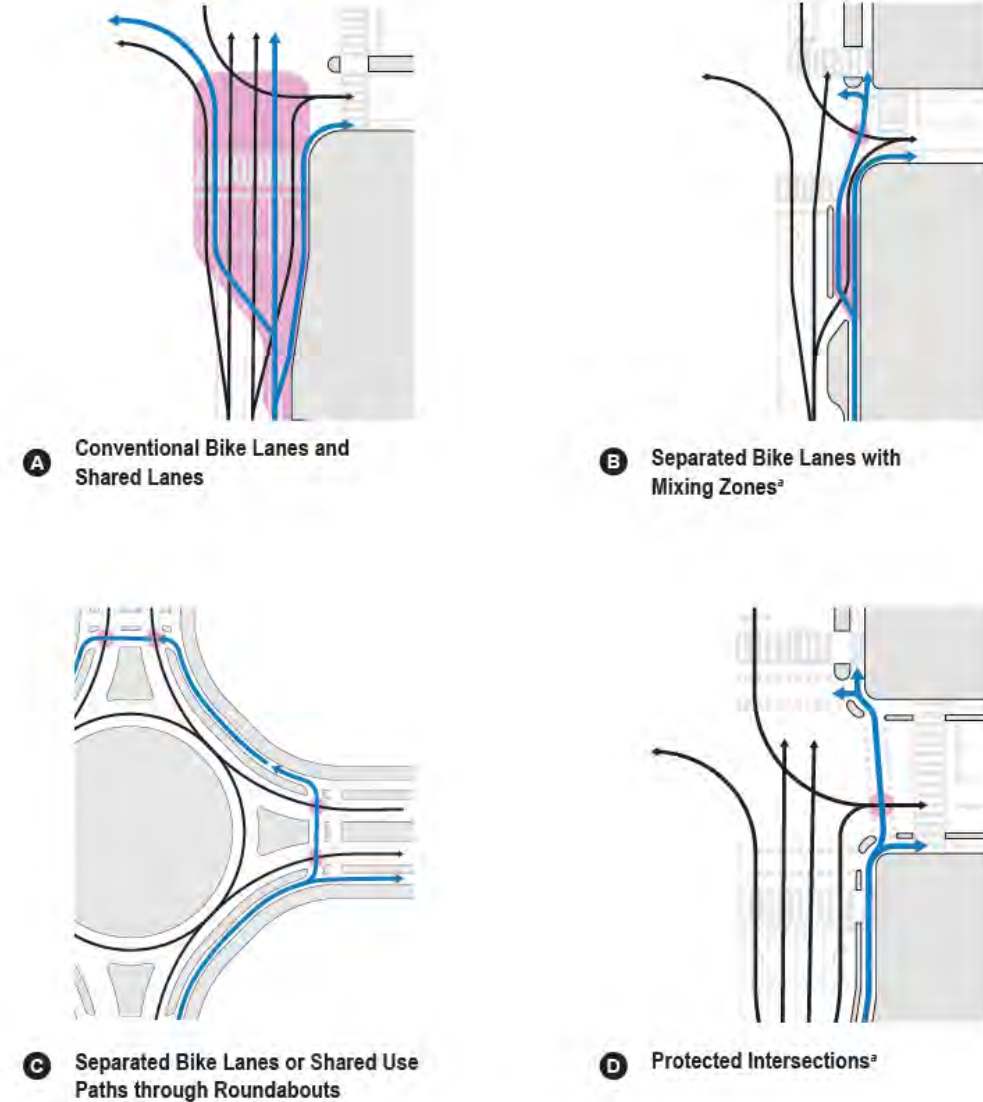 A Conventional Bike Lanes and
Shared Lanes
B Separated Bike Lanes with
Mixing Zonesª
C Separated Bike Lanes or Shared Use
Paths through Roundabouts
D Protected Intersectionsª